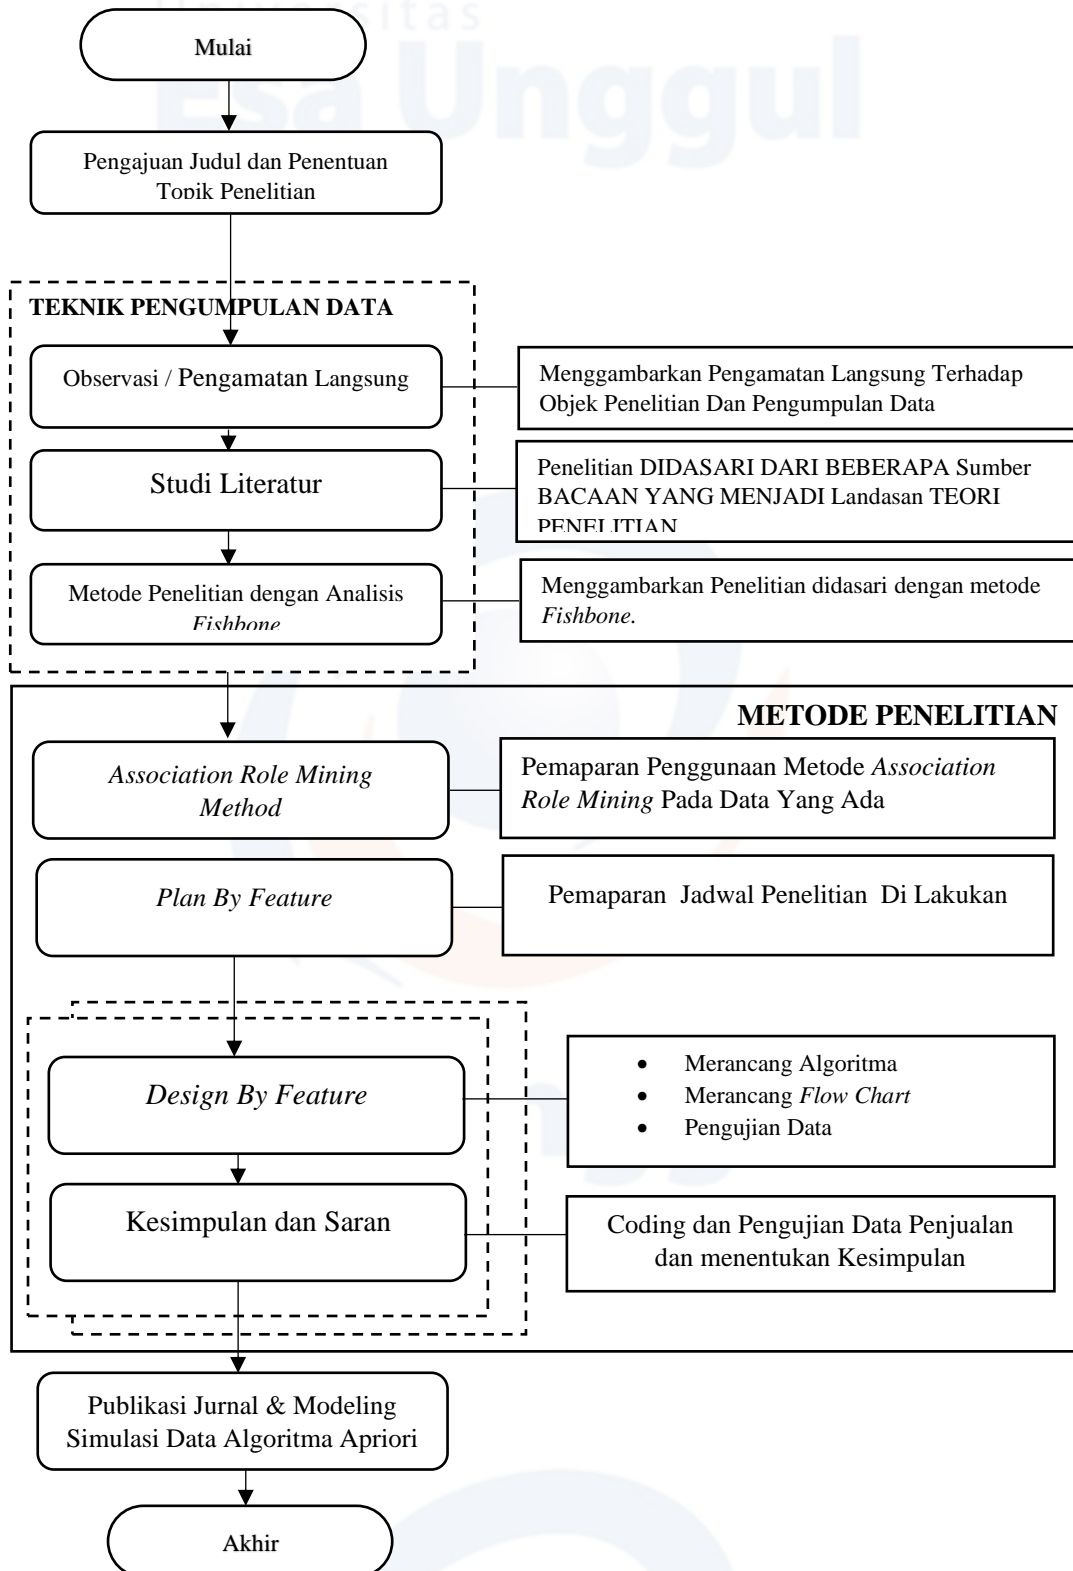 Universitas
Esa Unggul
Mulai
Pengajuan Judul dan Penentuan
Topik Penelitian
TEKNIK PENGUMPULAN DATA
Observasi / Pengamatan Langsung
Menggambarkan Pengamatan Langsung Terhadap
Objek Penelitian Dan Pengumpulan Data
Studi Literatur
Penelitian DIDASARI DARI BEBERAPA Sumber
BACAAN YANG MENJADI Landasan TEORI
PENELITIAN
Metode Penelitian dengan Analisis
Fishbone
Menggambarkan Penelitian didasari dengan metode
Fishbone.
METODE PENELITIAN
Association Role Mining
Method
Pemaparan Penggunaan Metode Association
Role Mining Pada Data Yang Ada
Plan By Feature
Pemaparan Jadwal Penelitian Di Lakukan
Design By Feature
• Merancang Algoritma
• Merancang Flow Chart
• Pengujian Data
Kesimpulan dan Saran
Coding dan Pengujian Data Penjualan
dan menentukan Kesimpulan
Publikasi Jurnal & Modeling
Simulasi Data Algoritma Apriori
Akhir